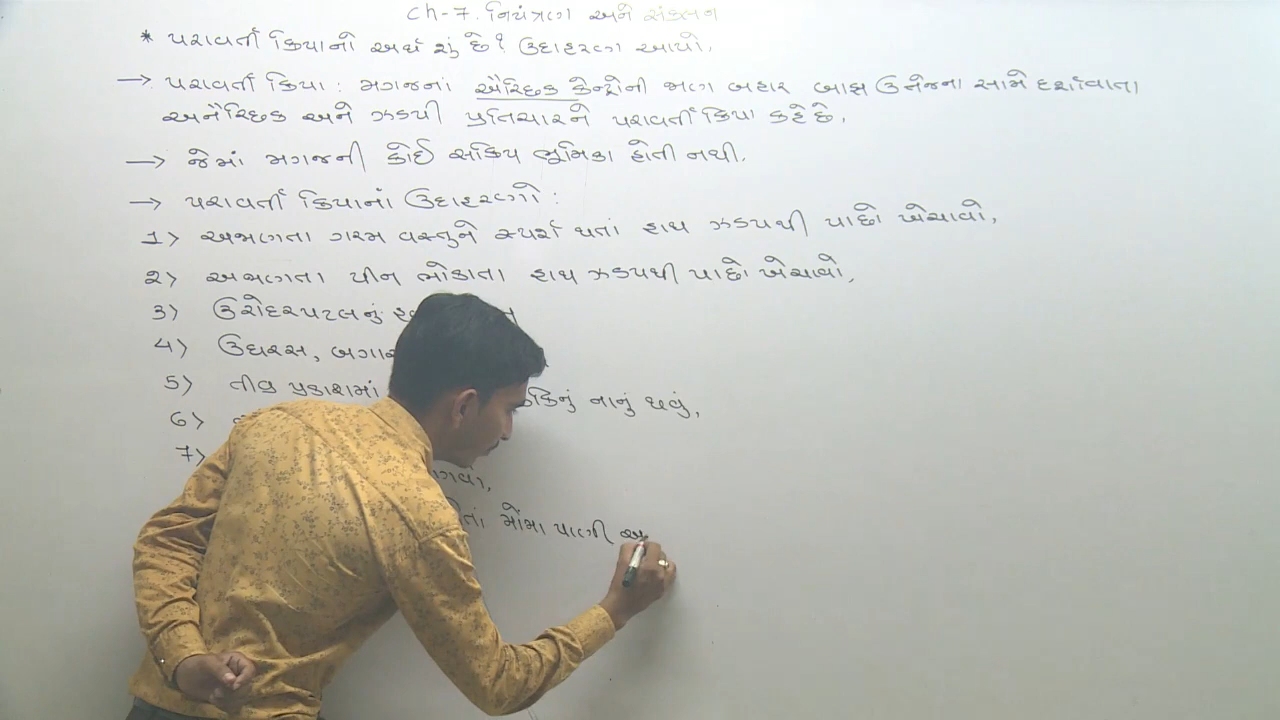 Ch-7. નિયંત્રણ અને સંકલન
* પરાવર્તી ક્રિયાનો અર્થ શું છે? ઉદાહરણ આપો.
→ પરાવર્તી ક્રિયા : મગજનાં ઐચ્છિક કેન્દ્રોની જાણ બહાર બાહ્ય ઉત્તેજના સામે દર્શાવાતા
અનૈચ્છિક અને ઝડપી પ્રતિચારને પરાવર્તી ક્રિયા કહે છે.
→ જેમાં મગજની કોઈ સક્રિય ભૂમિકા હોતી નથી.
→ પરાવર્તી ક્રિયાનાં ઉદાહરણો :
1> અજાણતા ગરમ વસ્તુને સ્પર્શ થતાં હાથ ઝડપથી પાછો ખેંચાવો,
2> અજાણતા પીન ભોંકાતા હાથ ઝડપથી પાછો ખેંચાવો,
3> ઉરોદરપટલનું
4> ઉધરસ,
5> તીવ્ર પ્રકાશમાં કીકીનું નાનું થવું,
6>
7>
મોંમા પાણી